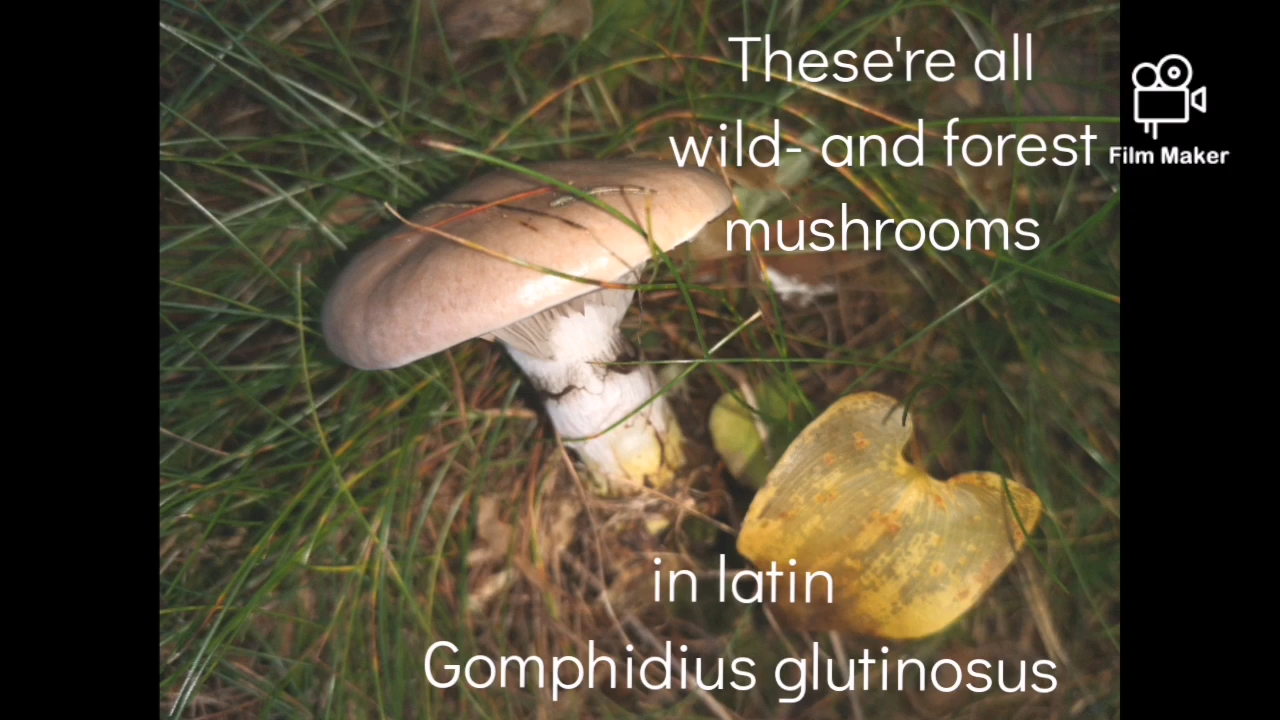 These're all
wild- and forest
mushrooms
Film Maker
in latin
Gomphidius glutinosus